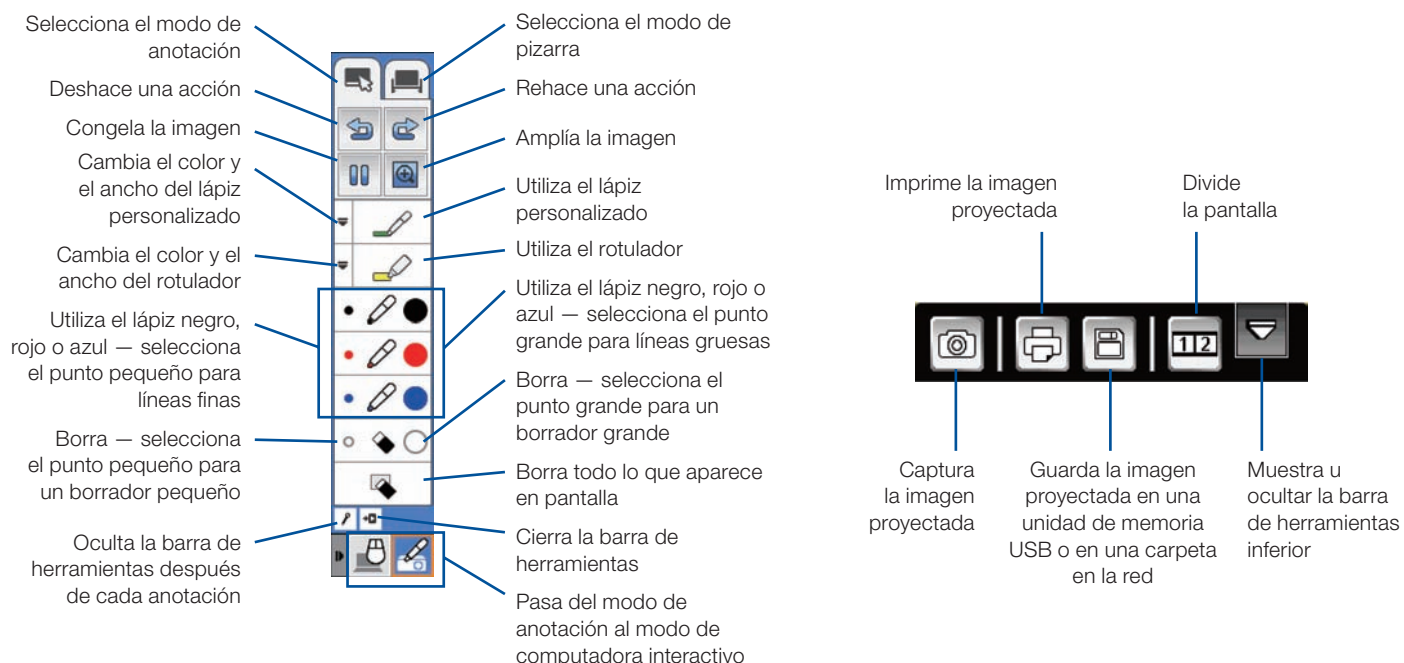 Selecciona el modo de
anotación
Deshace una acción
Congela la imagen
Cambia el color y
el ancho del lápiz
personalizado
Cambia el color y el
ancho del rotulador
Utiliza el lápiz negro,
rojo o azul — selecciona
el punto pequeño para
líneas finas
Borra — selecciona
el punto pequeño para
un borrador pequeño
Oculta la barra de
herramientas después
de cada anotación
Selecciona el modo de
pizarra
Rehace una acción
Amplía la imagen
Utiliza el lápiz
personalizado
Utiliza el rotulador
Utiliza el lápiz negro, rojo o
azul — selecciona el punto
grande para líneas gruesas
Borra — selecciona el
punto grande para un
borrador grande
Borra todo lo que aparece
en pantalla
Cierra la barra de
herramientas
Pasa del modo de
anotación al modo de
computadora interactivo
Imprime la imagen
proyectada
Divide
la pantalla
1 2
Captura
la imagen
proyectada
Guarda la imagen
proyectada en una
unidad de memoria
USB o en una carpeta
en la red
Muestra u
ocultar la barra
de herramientas
inferior